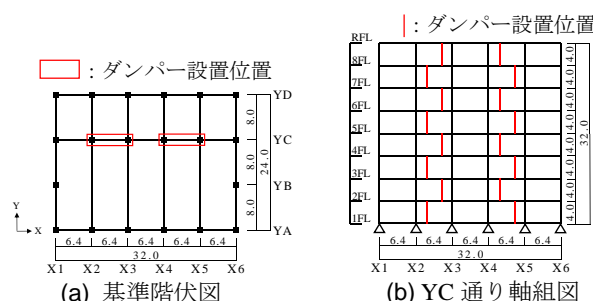 ：ダンパー設置位置
YD
YC
YB
YA
8.0
8.0
8.0
24.0
Y
X
6.4 6.4 6.4 6.4 6.4
32.0
X1 X2 X3 X4 X5 X6
(a) 基準階伏図
：ダンパー設置位置
RFL
8FL
7FL
6FL
5FL
4FL
3FL
2FL
1FL
4.0
4.0
4.0
4.0
4.0
4.0
4.0
4.0
32.0
6.4 6.4 6.4 6.4 6.4
32.0
X1 X2 X3 X4 X5 X6
(b) YC 通り軸組図